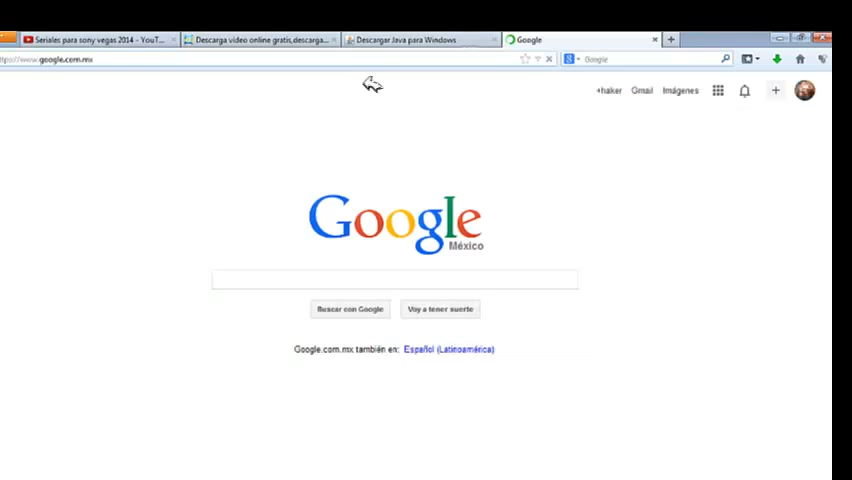 Seriales para sony vegas 2014 - YouT...
Descarga video online gratis,descarga...
Descargar Java para Windows
Google
ttps://www.google.com.mx
Google
+haker
Gmail
Imágenes
Google
México
Buscar con Google
Voy a tener suerte
Google.com.mx también en: Español (Latinoamérica)